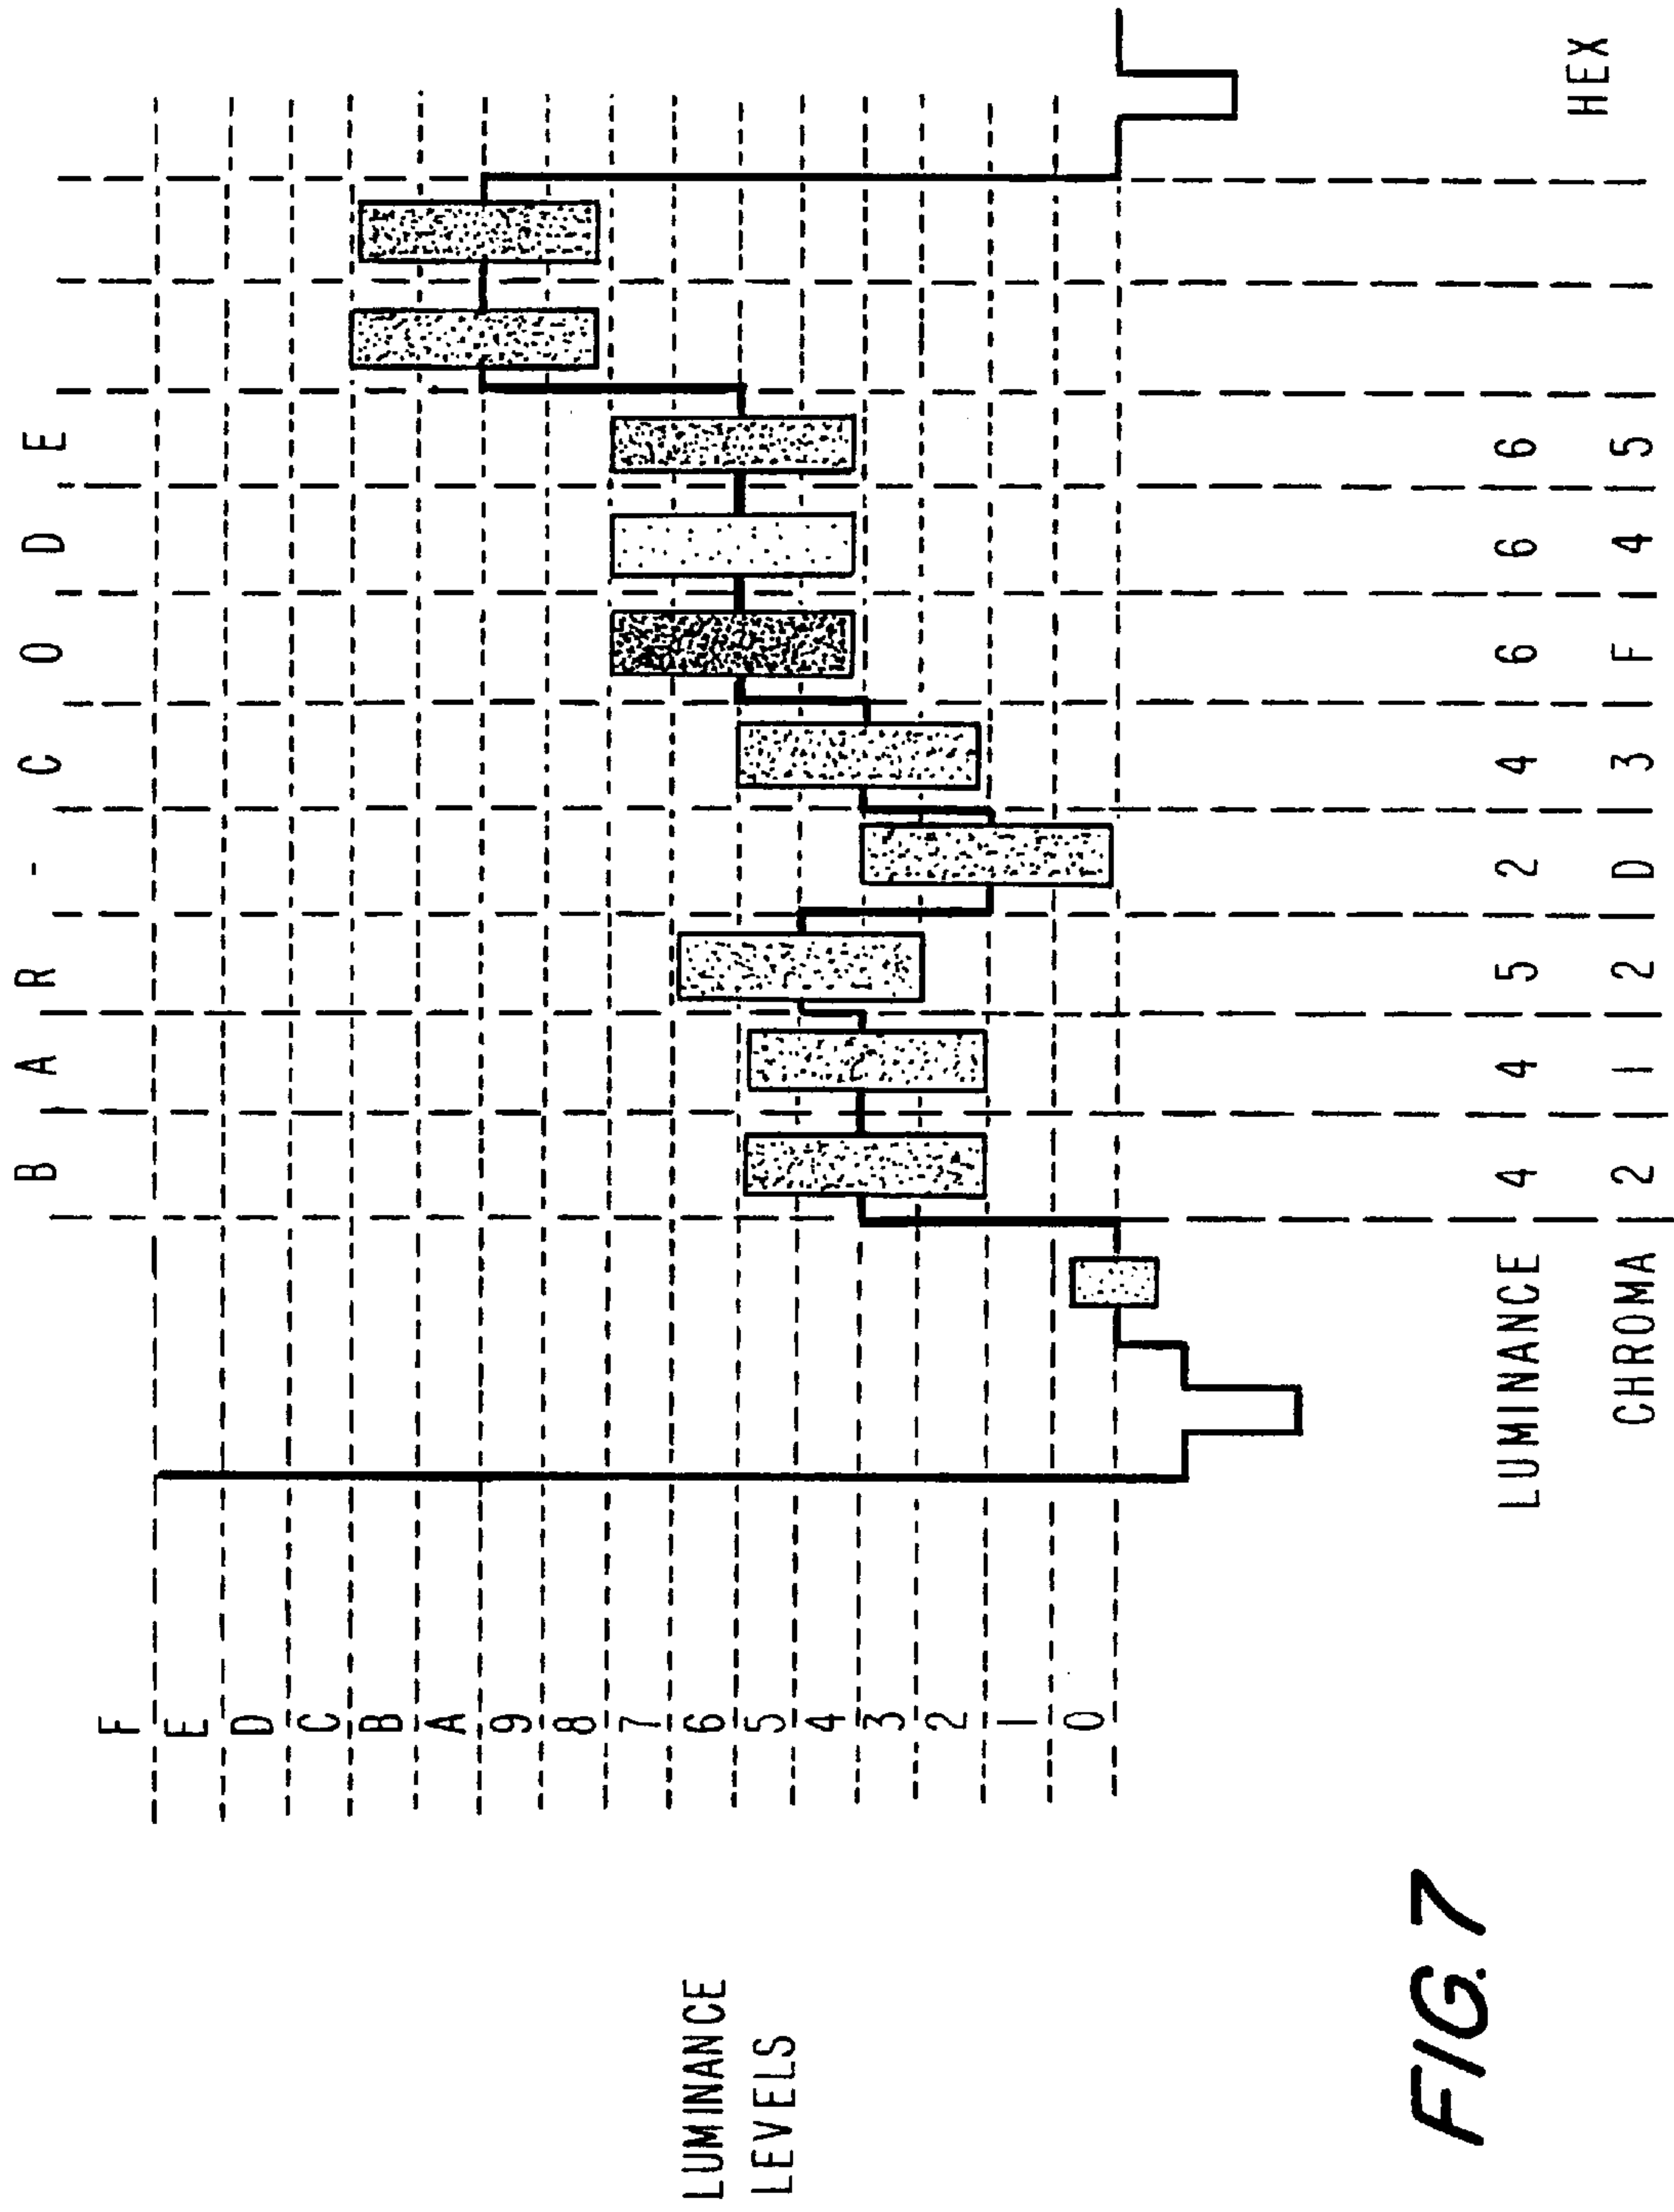 B A R - C O D E
F
E
D
C
B
A
9
8
7
6
5
4
3
2
1
0
LUMINANCE
LEVELS
LUMINANCE 4 4 5 2 4 6 6 6
HEX
CHROMA 2 1 2 D 3 F 4 5
FIG. 7